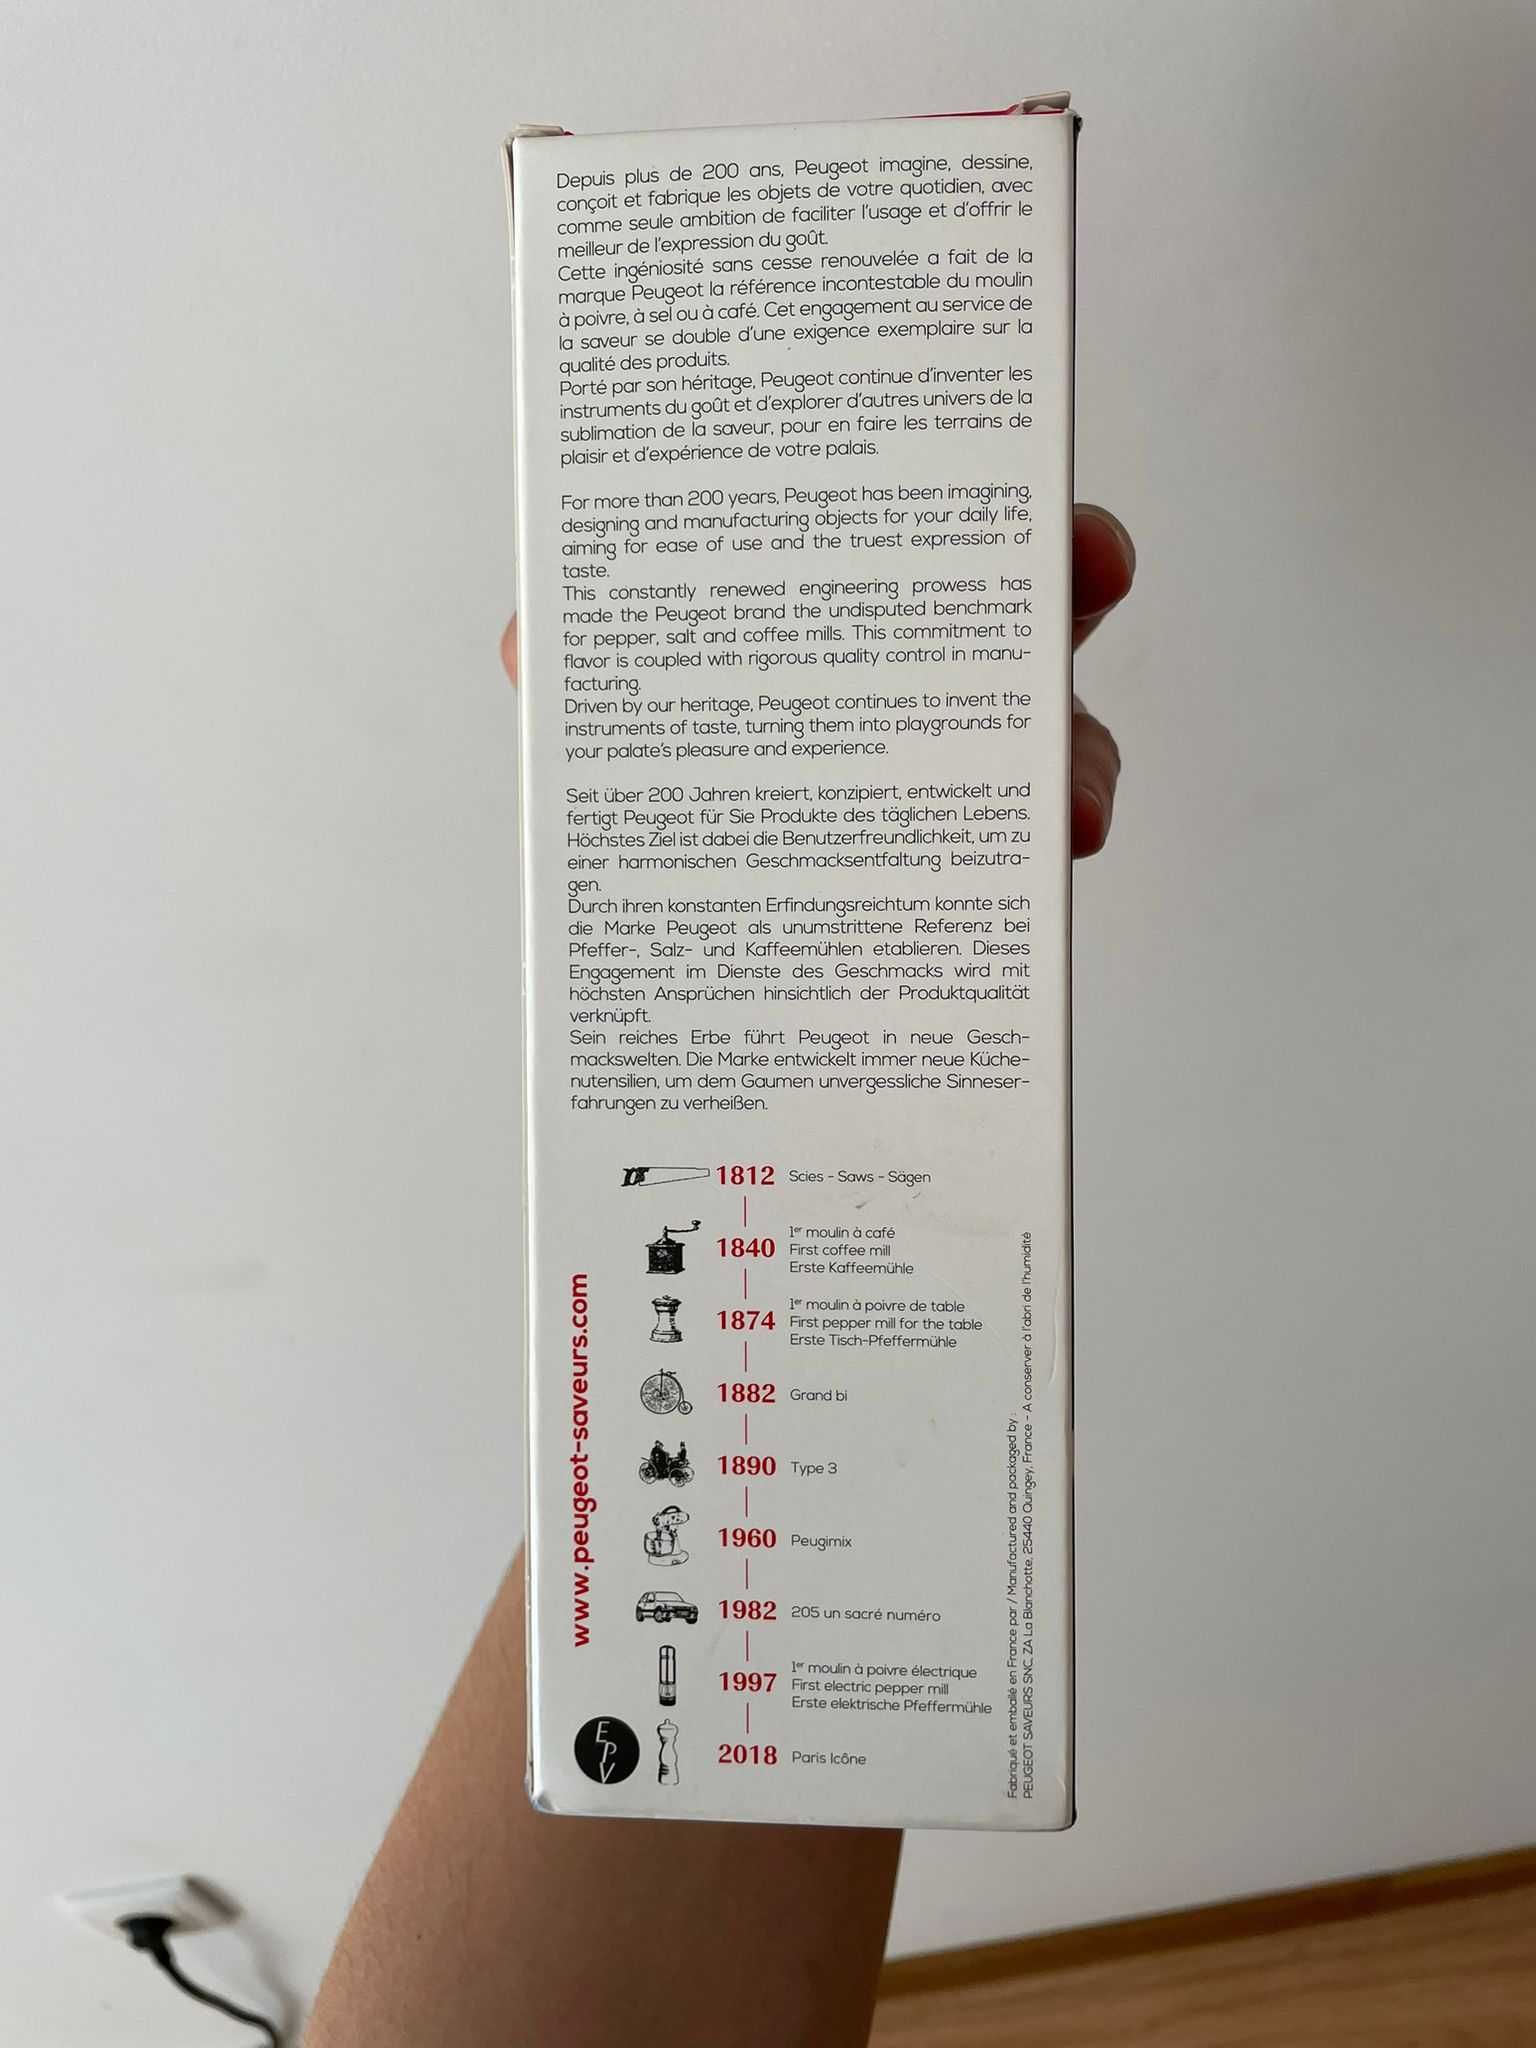 Depuis plus de 200 ans, Peugeot imagine, dessine,
conçoit et fabrique les objets de votre quotidien, avec
comme seule ambition de faciliter l'usage et d'offrir le
meilleur de l'expression du goût.
Cette ingéniosité sans cesse renouvelée a fait de la
marque Peugeot la référence incontestable du moulin
à poivre, à sel ou à café. Cet engagement au service de
la saveur se double d'une exigence exemplaire sur la
qualité des produits.
Porté par son héritage, Peugeot continue d'inventer les
instruments du goût et d'explorer d'autres univers de la
sublimation de la saveur, pour en faire les terrains de
plaisir et d'expérience de votre palais.
For more than 200 years, Peugeot has been imagining,
designing and manufacturing objects for your daily life,
aiming for ease of use and the truest expression of
taste.
This constantly renewed engineering prowess has
made the Peugeot brand the undisputed benchmark
for pepper, salt and coffee mills. This commitment to
flavor is coupled with rigorous quality control in manu-
facturing.
Driven by our heritage, Peugeot continues to invent the
instruments of taste, turning them into playgrounds for
your palate's pleasure and experience.
Seit über 200 Jahren kreiert, konzipiert, entwickelt und
fertigt Peugeot für Sie Produkte des täglichen Lebens.
Höchstes Ziel ist dabei die Benutzerfreundlichkeit, um zu
einer harmonischen Geschmacksentfaltung beizutra-
gen.
Durch ihren konstanten Erfindungsreichtum konnte sich
die Marke Peugeot als unumstrittene Referenz bei
Pfeffer-, Salz- und Kaffeemühlen etablieren. Dieses
Engagement im Dienste des Geschmacks wird mit
höchsten Ansprüchen hinsichtlich der Produktqualität
verknüpft.
Sein reiches Erbe führt Peugeot in neue Gesch-
mackswelten. Die Marke entwickelt immer neue Küche-
nutensilien, um dem Gaumen unvergessliche Sinneser-
fahrungen zu verheißen.
1812 Scies - Saws - Sägen
1840 1er moulin à café
First coffee mill
Erste Kaffeemühle
1874 1er moulin à poivre de table
First pepper mill for the table
Erste Tisch-Pfeffermühle
1882 Grand bi
1890 Type 3
1960 Peugimix
1982 205 un sacré numéro
1997 1er moulin à poivre électrique
First electric pepper mill
Erste elektrische Pfeffermühle
2018 Paris Icône
www.peugeot-saveurs.com
EPV
Fabriqué et emballé en France par / Manufactured and packaged by :
PEUGEOT SAVEURS SNC, ZA La Blanchotte, 25440 Quingey, France - A conserver à l'abri de l'humidité